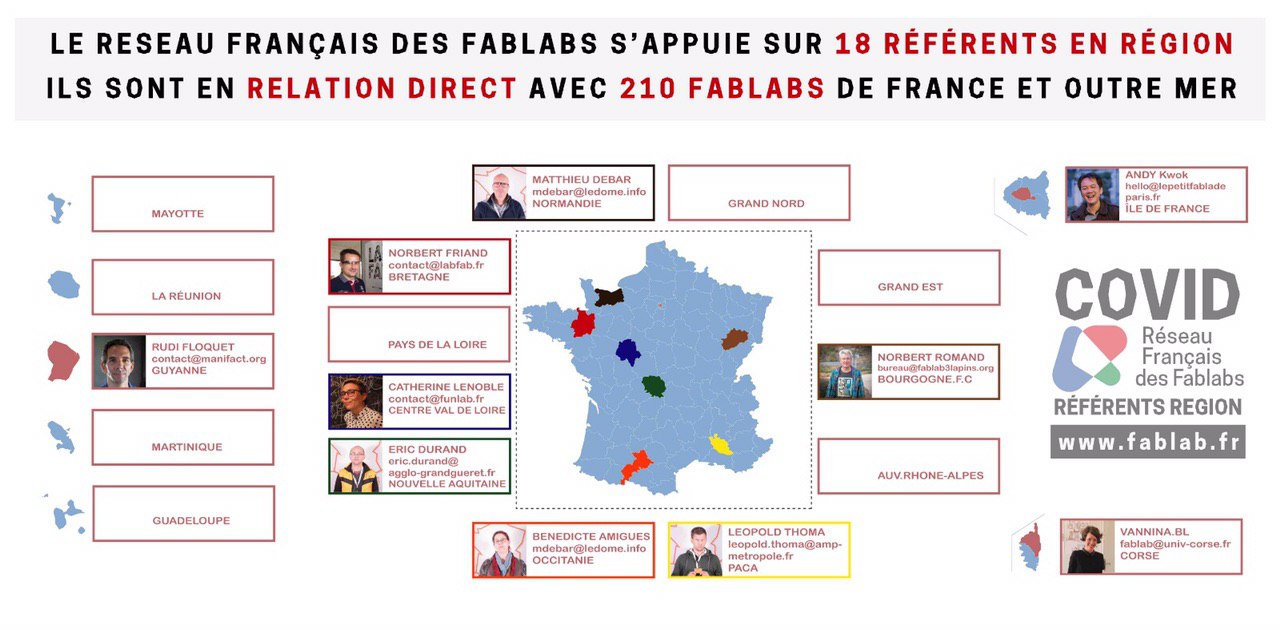 LE RESEAU FRANÇAIS DES FABLABS S'APPUIE SUR 18 RÉFÉRENTS EN RÉGION
ILS SONT EN RELATION DIRECT AVEC 210 FABLABS DE FRANCE ET OUTRE MER
MAYOTTE
LA RÉUNION
RUDI FLOQUET
contact@manifact.org
GUYANNE
MARTINIQUE
GUADELOUPE
MATTHIEU DEBAR
mdebar@ledome.info
NORMANDIE
GRAND NORD
NORBERT FRIAND
contact@labfab.fr
BRETAGNE
PAYS DE LA LOIRE
CATHERINE LENOBLE
contact@funlab.fr
CENTRE VAL DE LOIRE
ERIC DURAND
eric.durand@
agglo-grandgueret.fr
NOUVELLE AQUITAINE
GRAND EST
NORBERT ROMAND
bureau@fablab3lapins.org
BOURGOGNE.F.C
AUV.RHONE-ALPES
BENEDICTE AMIGUES
mdebar@ledome.info
OCCITANIE
LEOPOLD THOMA
leopold.thoma@amp-
metropole.fr
PACA
ANDY Kwok
hello@lepetitfablade
paris.fr
ÎLE DE FRANCE
COVID
Réseau
Français
des Fablabs
RÉFÉRENTS REGION
www.fablab.fr
VANNINA.BL
fablab@univ-corse.fr
CORSE